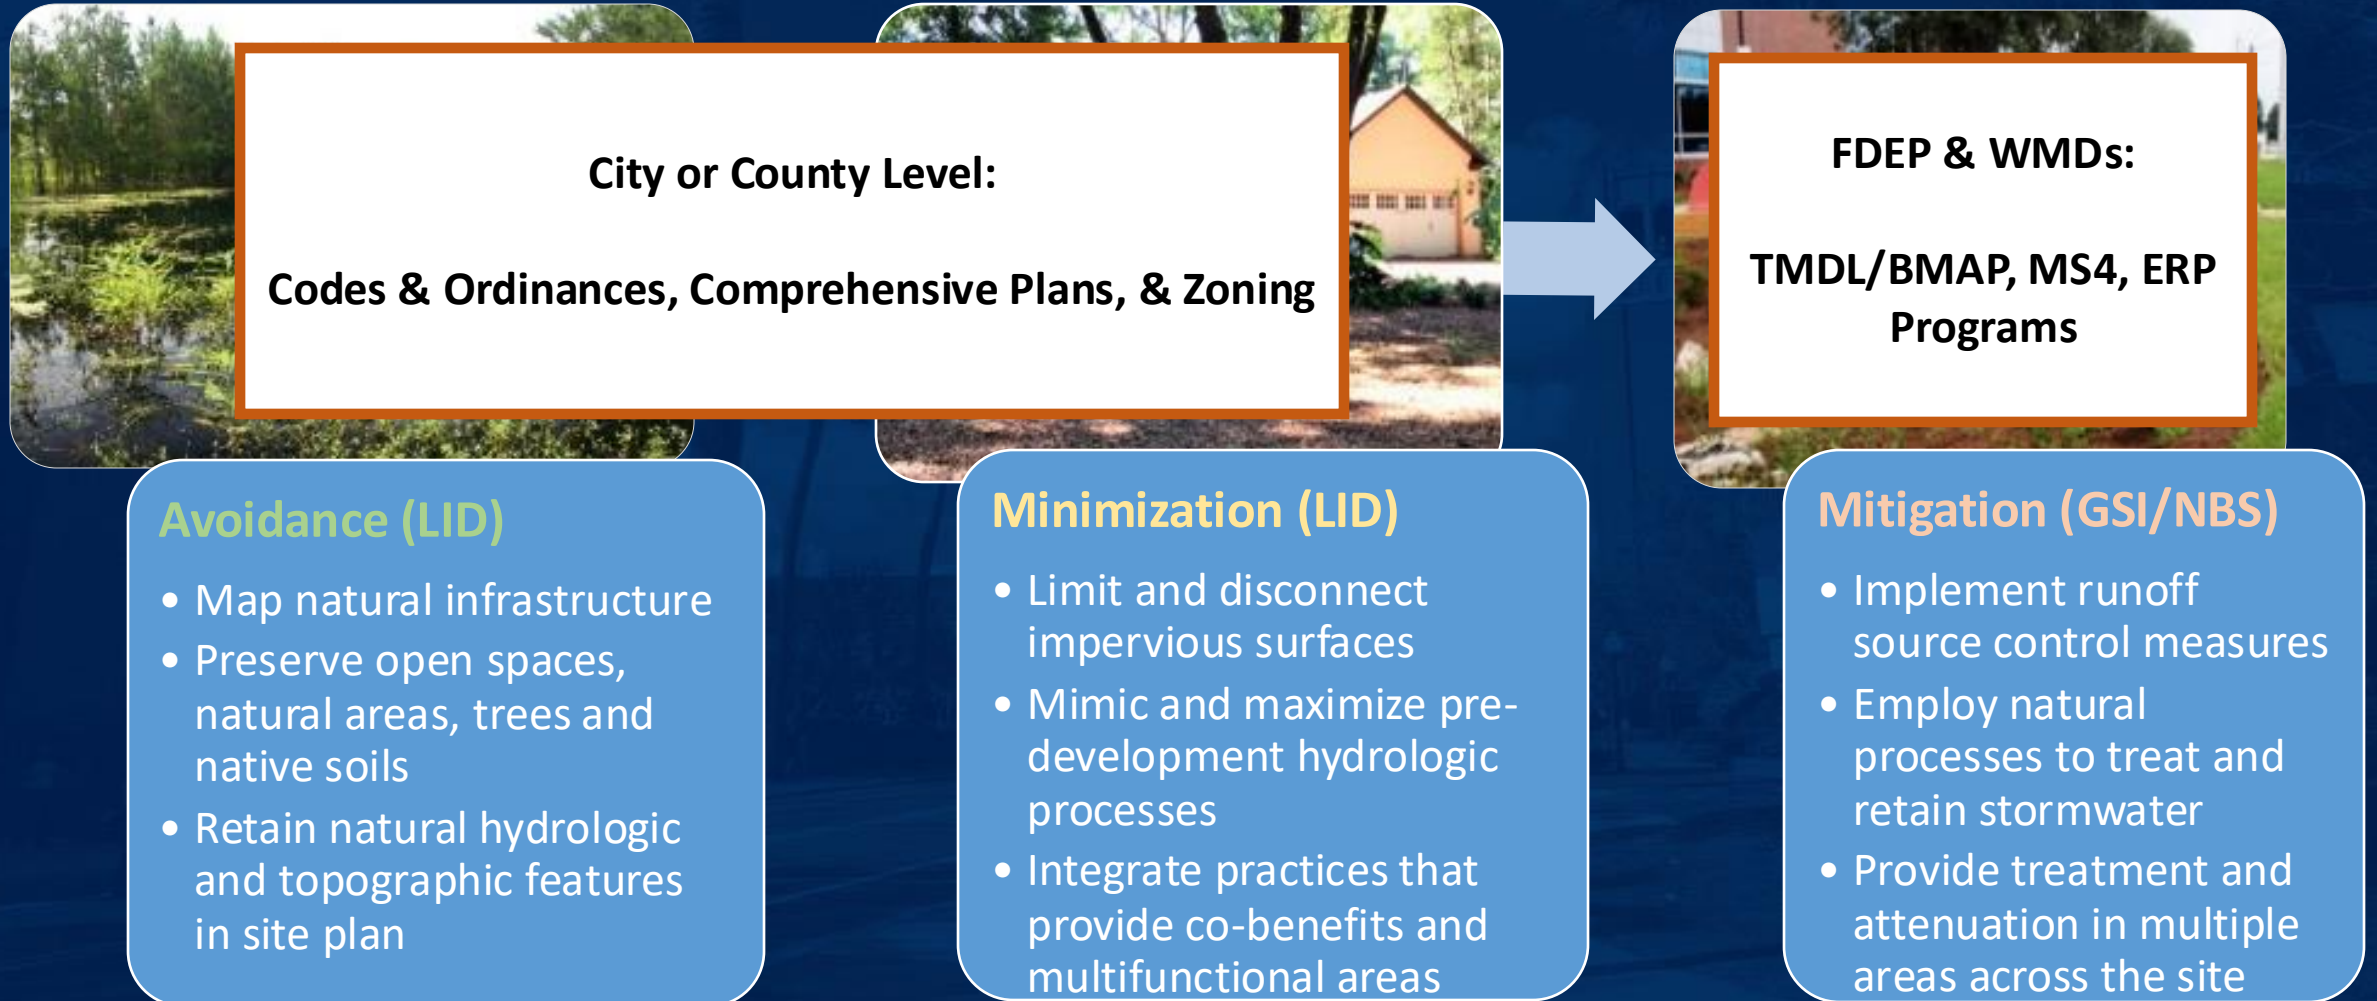 City or County Level:
Codes & Ordinances, Comprehensive Plans, & Zoning
FDEP & WMDs:
TMDL/BMAP, MS4, ERP
Programs
Avoidance (LID)
• Map natural infrastructure
• Preserve open spaces,
natural areas, trees and
native soils
• Retain natural hydrologic
and topographic features
in site plan
Minimization (LID)
• Limit and disconnect
impervious surfaces
• Mimic and maximize pre-
development hydrologic
processes
• Integrate practices that
provide co-benefits and
multifunctional areas
Mitigation (GSI/NBS)
• Implement runoff
source control measures
• Employ natural
processes to treat and
retain stormwater
• Provide treatment and
attenuation in multiple
areas across the site